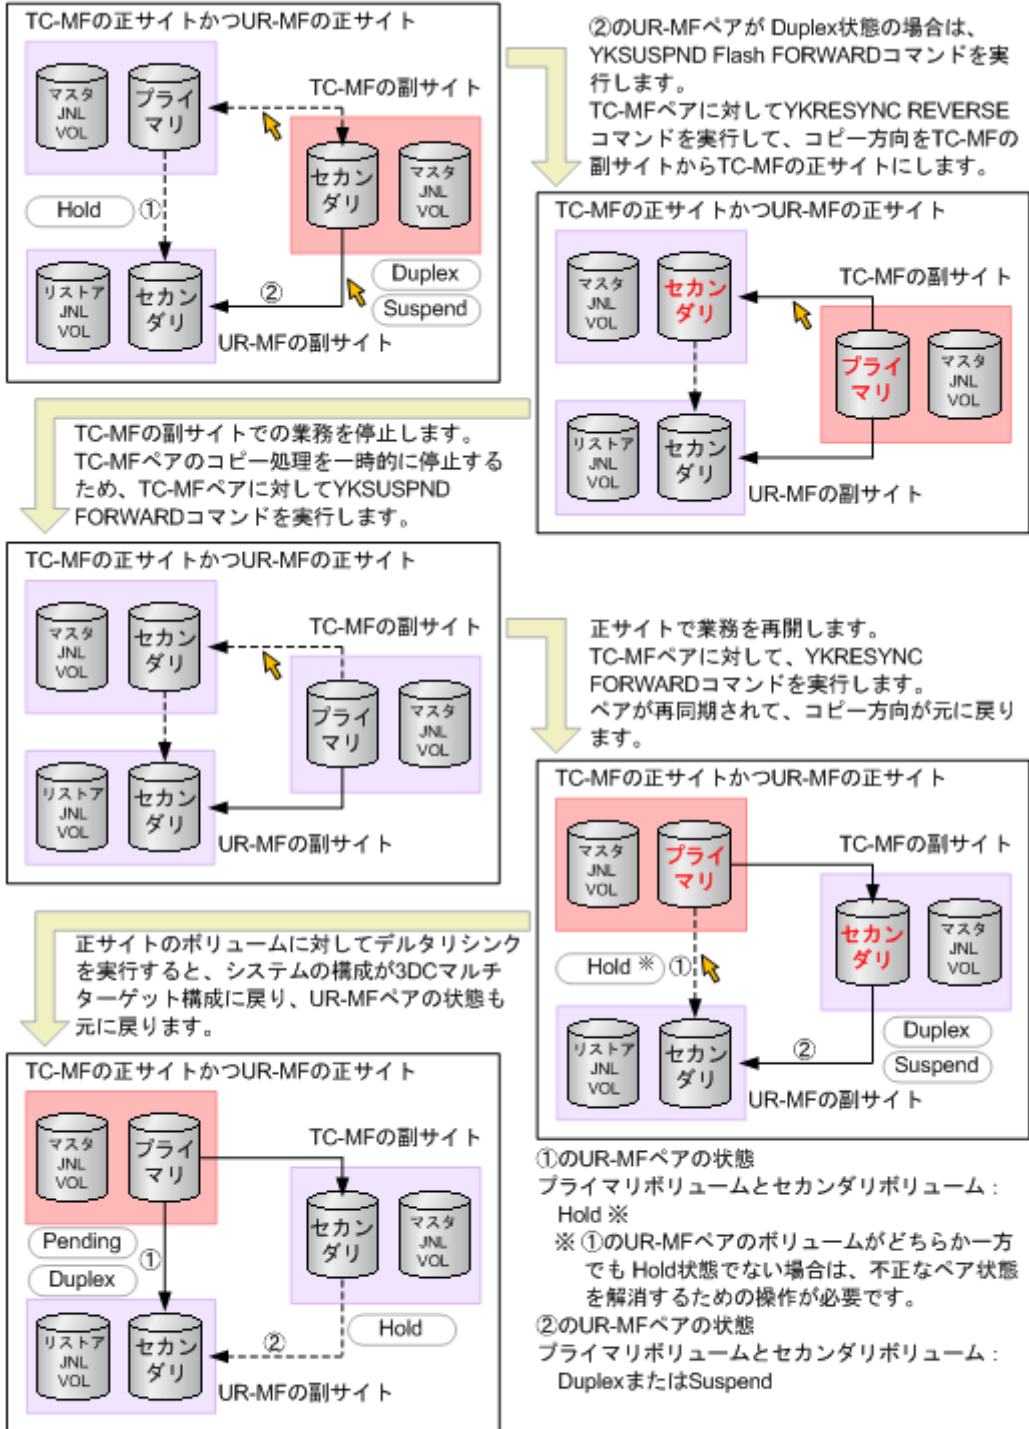 TC-MFの正サイトかつUR-MFの正サイト
マスタ
JNL
VOL
プライ
マリ
TC-MFの副サイト
セカン
ダリ
マスタ
JNL
VOL
Hold
①
Duplex
Suspend
②
リストア
JNL
VOL
セカン
ダリ
UR-MFの副サイト
②のUR-MFペアが Duplex状態の場合は、
YKSUSPND Flash FORWARDコマンドを実
行します。
TC-MFペアに対してYKRESYNC REVERSE
コマンドを実行して、コピー方向をTC-MFの
副サイトからTC-MFの正サイトにします。
TC-MFの正サイトかつUR-MFの正サイト
マスタ
JNL
VOL
セカン
ダリ
TC-MFの副サイト
プライ
マリ
マスタ
JNL
VOL
リストア
JNL
VOL
セカン
ダリ
UR-MFの副サイト
TC-MFの副サイトでの業務を停止します。
TC-MFペアのコピー処理を一時的に停止する
ため、TC-MFペアに対してYKSUSPND
FORWARDコマンドを実行します。
TC-MFの正サイトかつUR-MFの正サイト
マスタ
JNL
VOL
セカン
ダリ
TC-MFの副サイト
プライ
マリ
マスタ
JNL
VOL
リストア
JNL
VOL
セカン
ダリ
UR-MFの副サイト
正サイトで業務を再開します。
TC-MFペアに対して、YKRESYNC
FORWARDコマンドを実行します。
ペアが再同期されて、コピー方向が元に戻り
ます。
TC-MFの正サイトかつUR-MFの正サイト
マスタ
JNL
VOL
プライ
マリ
TC-MFの副サイト
セカン
ダリ
マスタ
JNL
VOL
Hold ※
①
Duplex
Suspend
②
リストア
JNL
VOL
セカン
ダリ
UR-MFの副サイト
正サイトのボリュームに対してデルタリシンク
を実行すると、システムの構成が3DCマルチ
ターゲット構成に戻り、UR-MFペアの状態も
元に戻ります。
TC-MFの正サイトかつUR-MFの正サイト
マスタ
JNL
VOL
プライ
マリ
TC-MFの副サイト
セカン
ダリ
マスタ
JNL
VOL
Pending
Duplex
①
Hold
②
リストア
JNL
VOL
セカン
ダリ
UR-MFの副サイト
①のUR-MFペアの状態
プライマリボリュームとセカンダリボリューム：
Hold ※
※ ①のUR-MFペアのボリュームがどちらか一方
でも Hold状態でない場合は、不正なペア状態
を解消するための操作が必要です。
②のUR-MFペアの状態
プライマリボリュームとセカンダリボリューム：
DuplexまたはSuspend